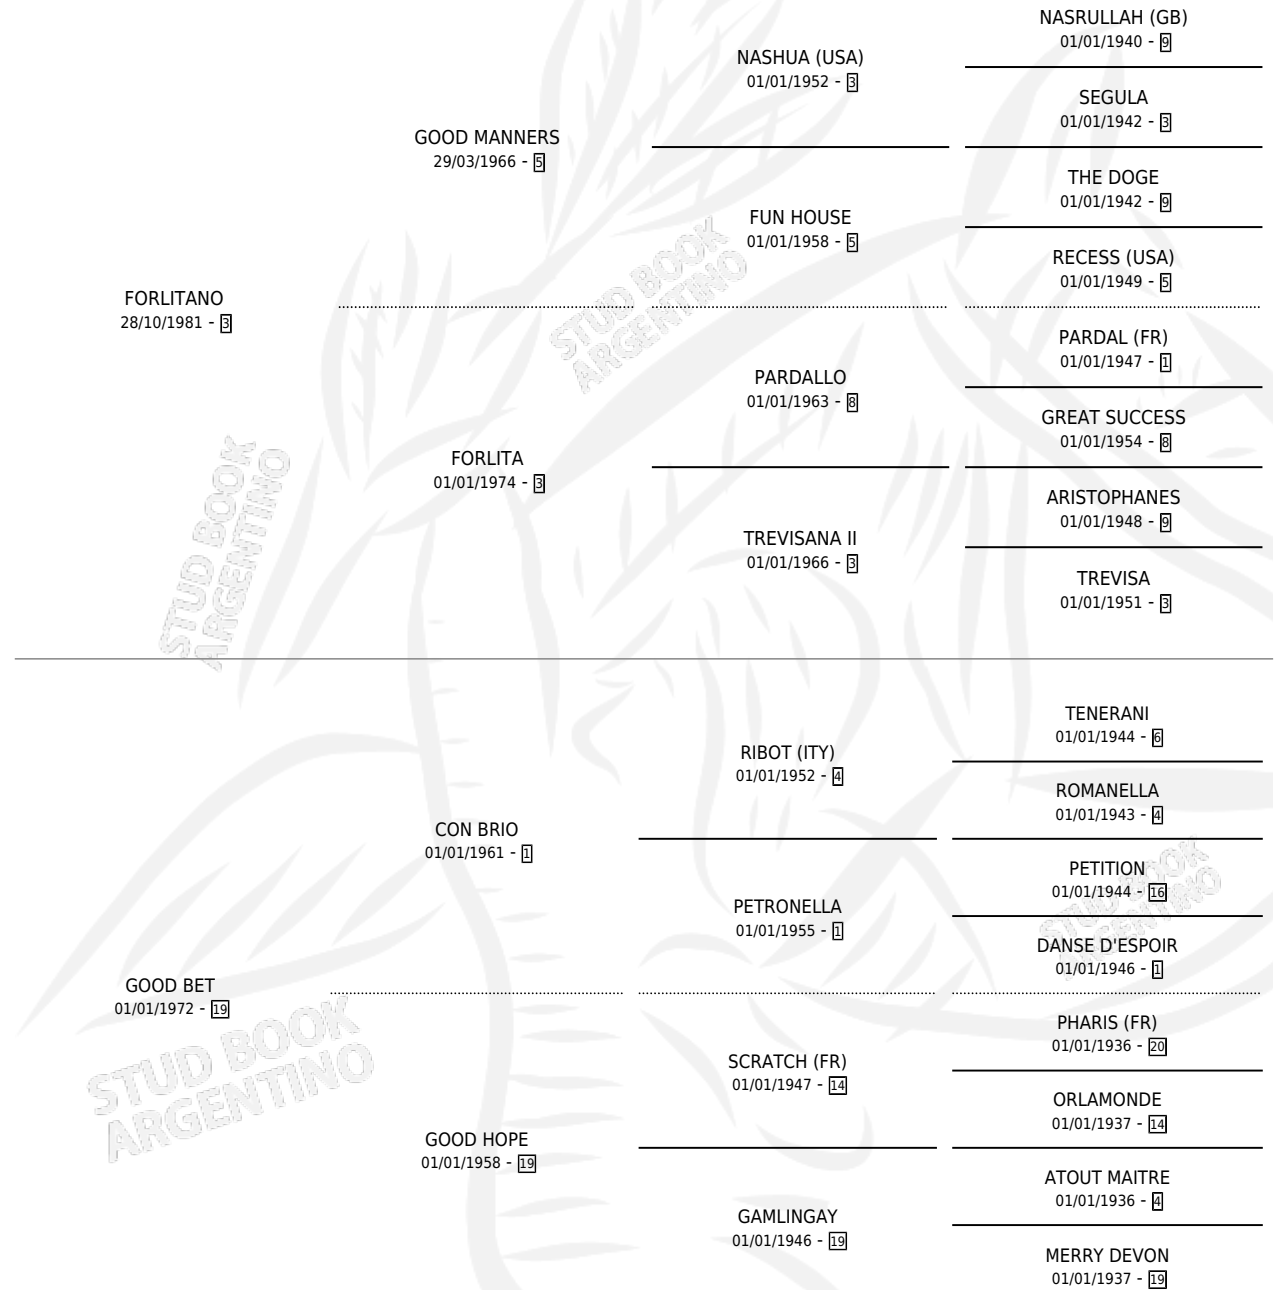 NASRULLAH (GB)
01/01/1940 - 9
NASHUA (USA)
01/01/1952 - 3
SEGULA
01/01/1942 - 3
GOOD MANNERS
29/03/1966 - 5
THE DOGE
01/01/1942 - 9
FUN HOUSE
01/01/1958 - 5
RECESS (USA)
01/01/1949 - 5
FORLITANO
28/10/1981 - 3
PARDAL (FR)
01/01/1947 - 1
PARDALLO
01/01/1963 - 8
GREAT SUCCESS
01/01/1954 - 8
FORLITA
01/01/1974 - 3
ARISTOPHANES
01/01/1948 - 9
TREVISANA II
01/01/1966 - 3
TREVISA
01/01/1951 - 3
TENERANI
01/01/1944 - 6
RIBOT (ITY)
01/01/1952 - 4
ROMANELLA
01/01/1943 - 4
CON BRIO
01/01/1961 - 1
PETITION
01/01/1944 - 16
PETRONELLA
01/01/1955 - 1
DANSE D'ESPOIR
01/01/1946 - 1
GOOD BET
01/01/1972 - 19
PHARIS (FR)
01/01/1936 - 20
SCRATCH (FR)
01/01/1947 - 14
ORLAMONDE
01/01/1937 - 14
GOOD HOPE
01/01/1958 - 19
ATOUT MAITRE
01/01/1936 - 4
GAMLINGAY
01/01/1946 - 19
MERRY DEVON
01/01/1937 - 19
STUD BOOK
ARGENTINO
STUD BOOK
ARGENTINO
STUD BOOK
ARGENTINO
STUD BOOK
ARGENTINO